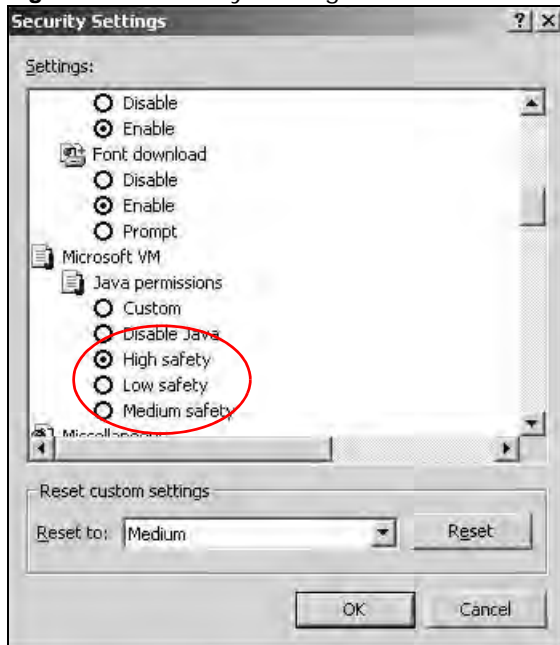 Security Settings
Settings:
Disable
Enable
Font download
Disable
Enable
Prompt
Microsoft VM
Java permissions
Custom
Disable Java
High safety
Low safety
Medium safety
Reset custom settings
Reset to: Medium Reset
OK Cancel